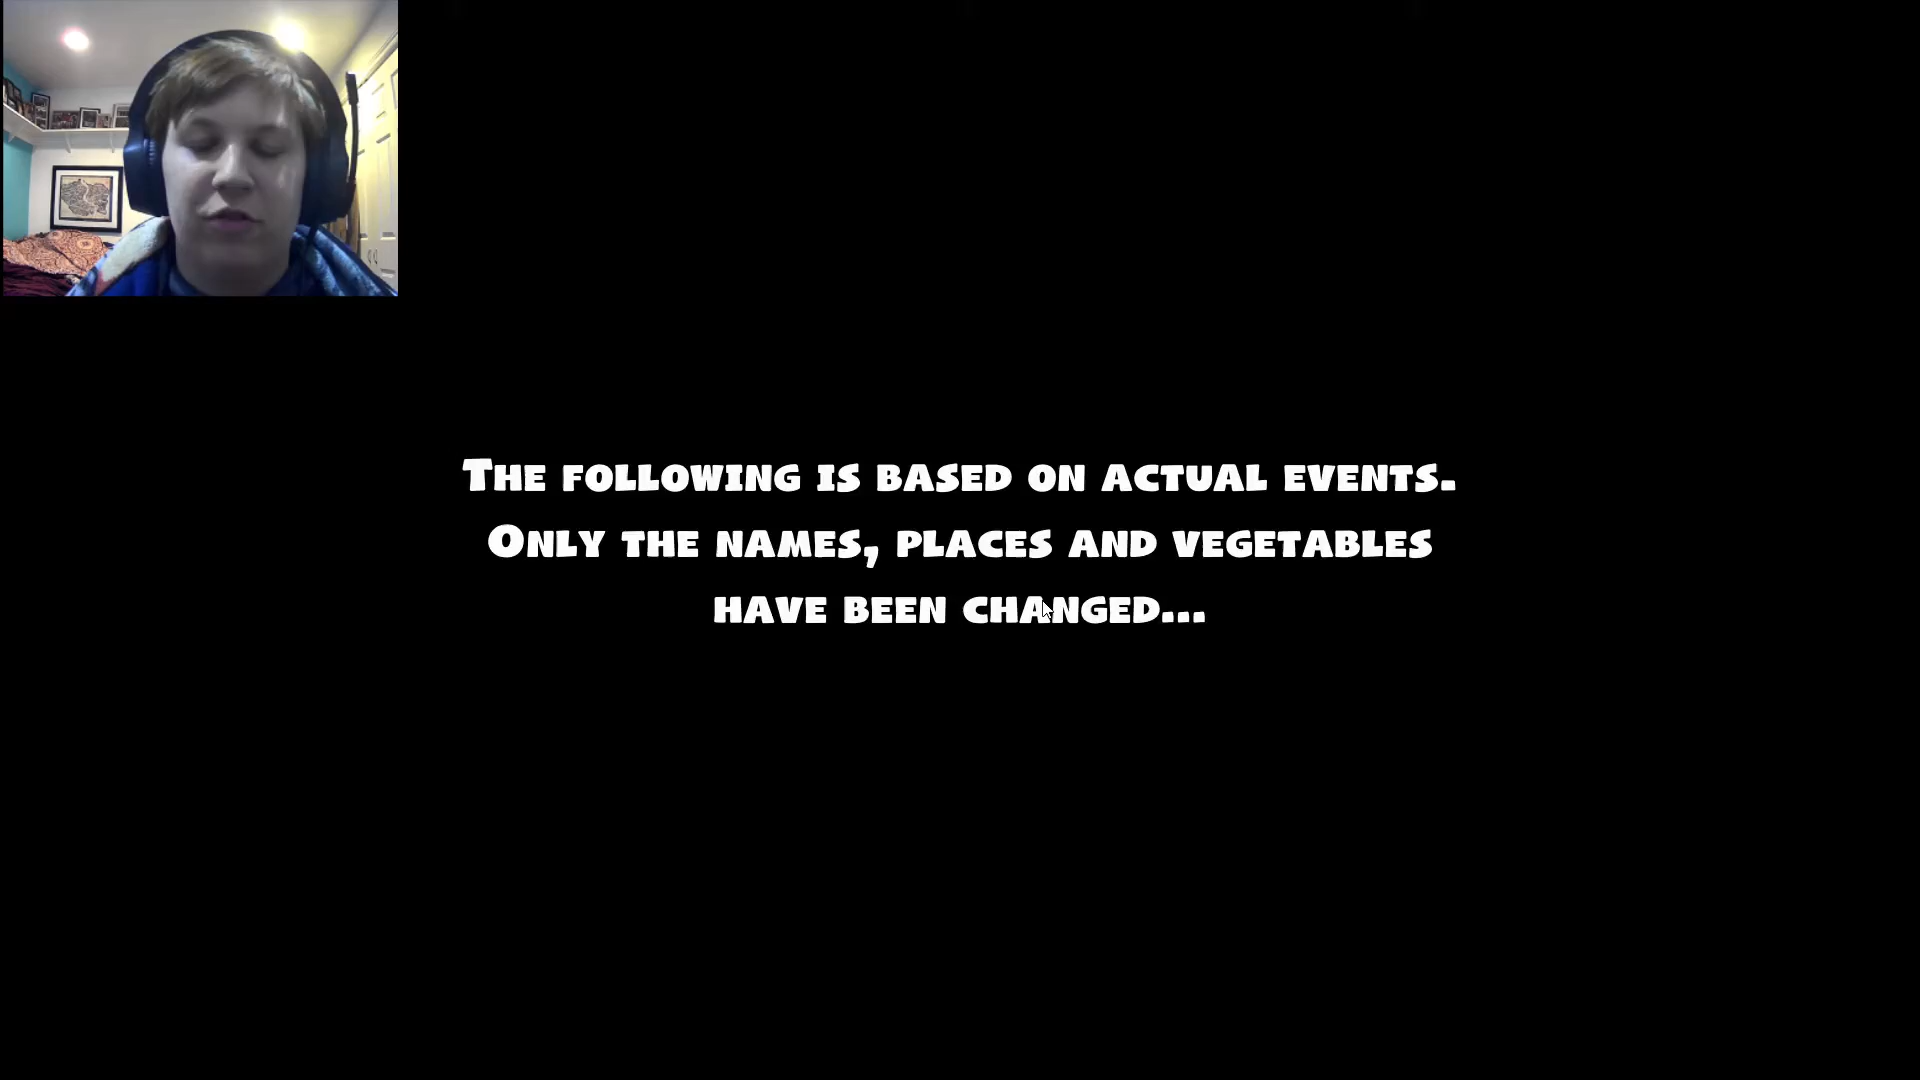 The following is based on actual events.
Only the names, places and vegetables
have been changed...